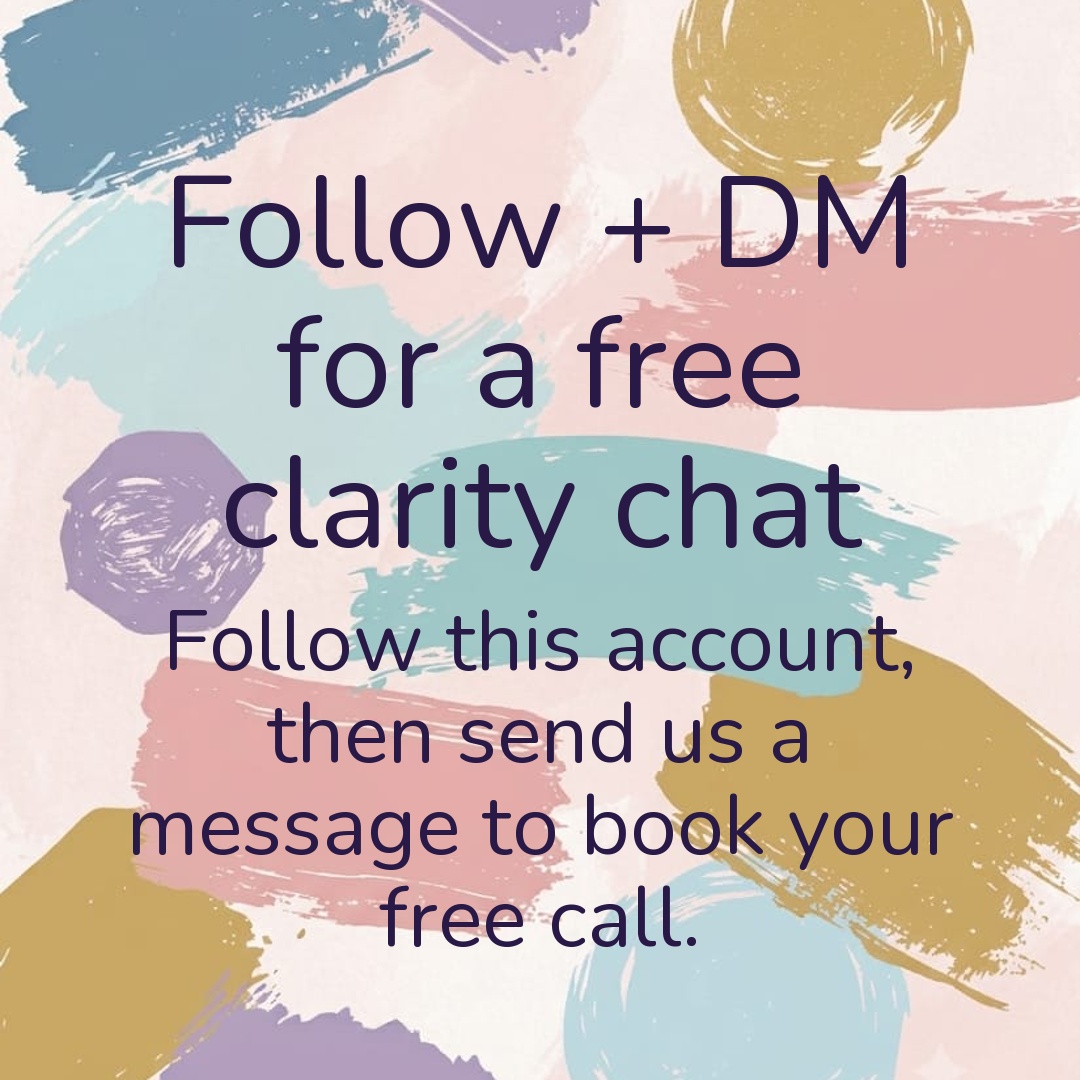 Follow + DM
for a free
clarity chat
Follow this account,
then send us a
message to book your
free call.